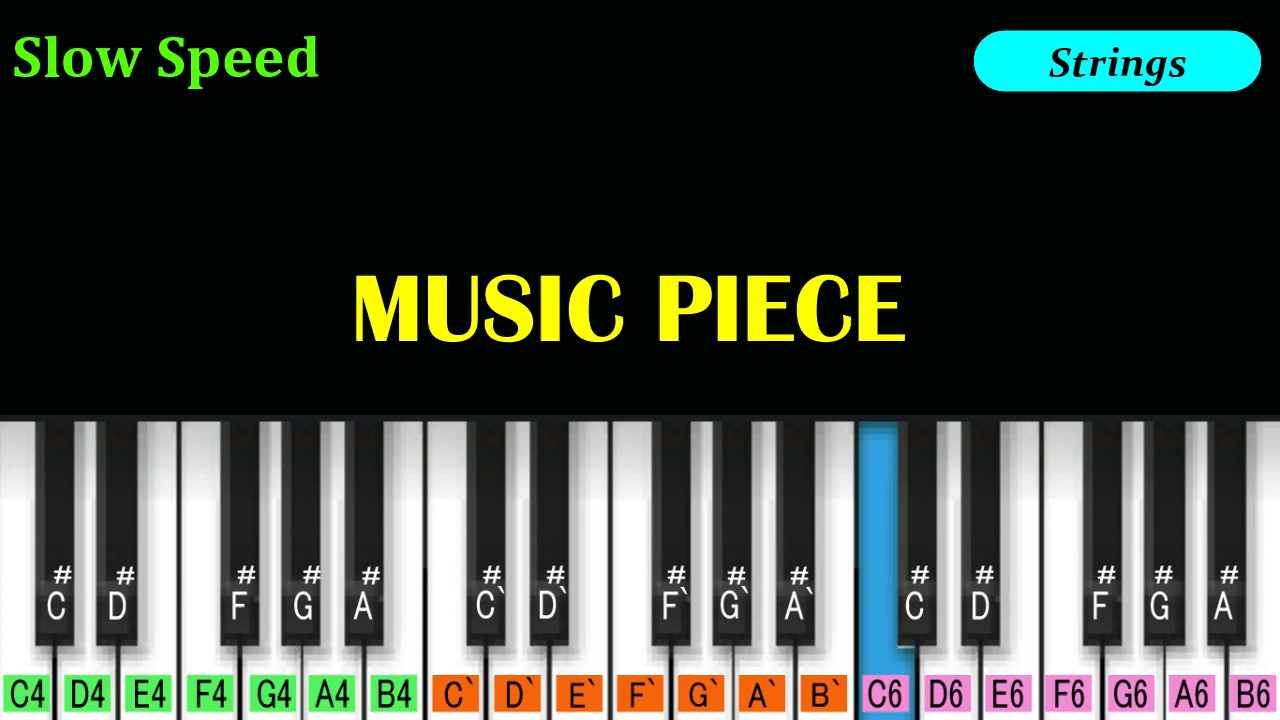 Slow Speed
Strings
MUSIC PIECE
# # # # # # # # # # # # # # #
C D F G A C` D` F` G` A` C D F G A
C4 D4 E4 F4 G4 A4 B4 C` D` E` F` G` A` B` C6 D6 E6 F6 G6 A6 B6